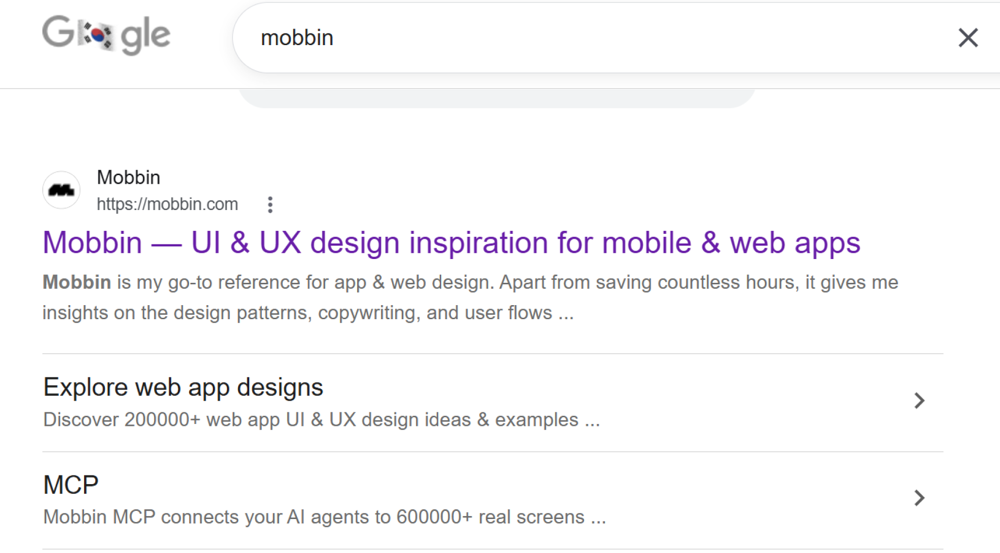 Google
mobbin
Mobbin
https://mobbin.com
Mobbin — UI & UX design inspiration for mobile & web apps
Mobbin is my go-to reference for app & web design. Apart from saving countless hours, it gives me
insights on the design patterns, copywriting, and user flows ...
Explore web app designs
Discover 200000+ web app UI & UX design ideas & examples ...
MCP
Mobbin MCP connects your AI agents to 600000+ real screens ...